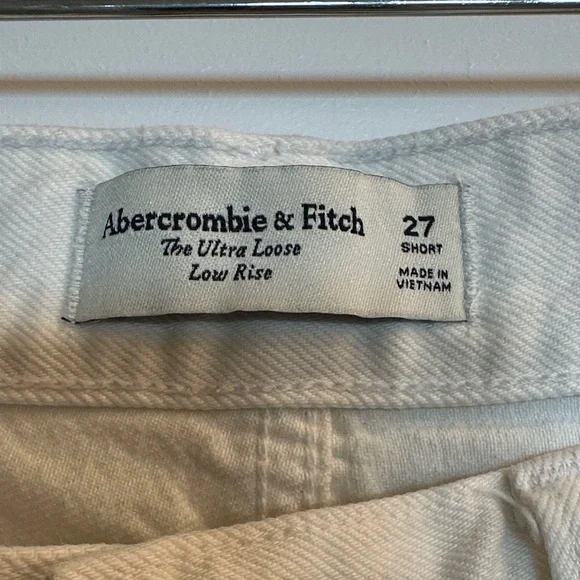 Abercrombie & Fitch
The Ultra Loose
Low Rise
27
SHORT
MADE IN
VIETNAM